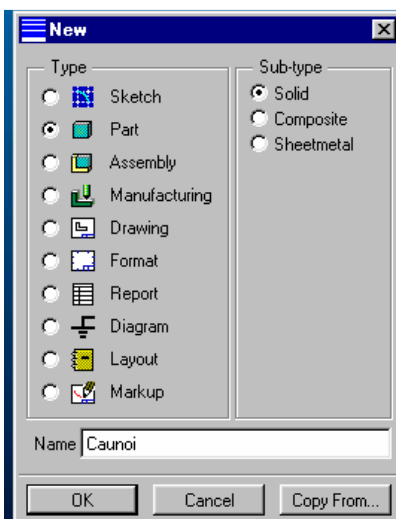 New
Type
Sketch
Part
Assembly
Manufacturing
Drawing
Format
Report
Diagram
Layout
Markup
Sub-type
Solid
Composite
Sheetmetal
Name Caunoi
OK Cancel Copy From...